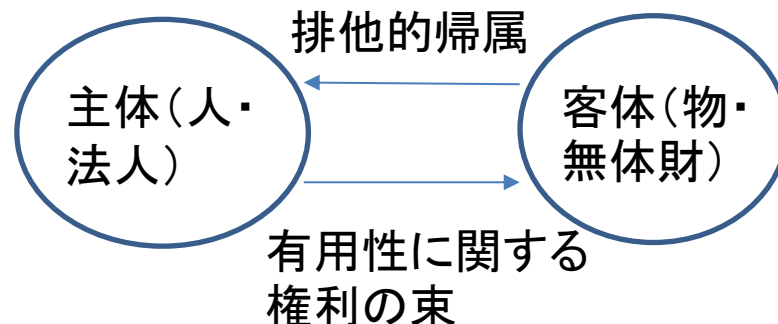 排他的帰属
主体(人・
法人)
客体(物・
無体財)
有用性に関する
権利の束